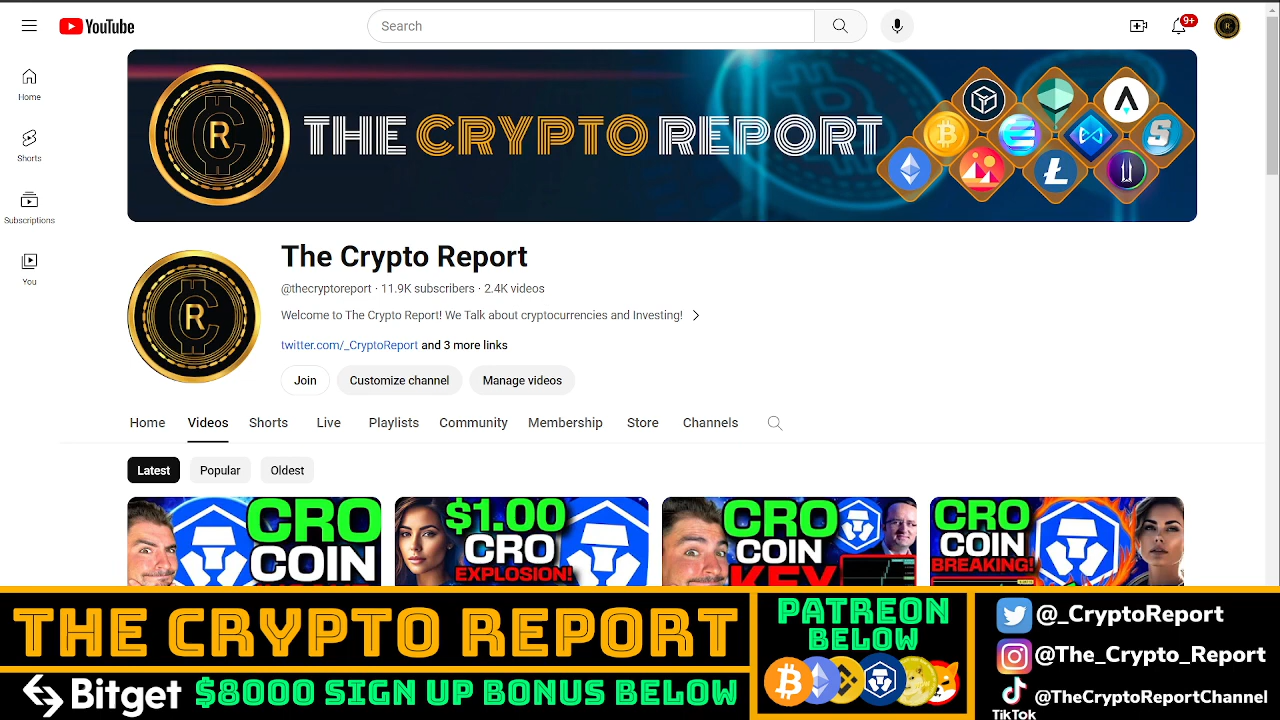 YouTube
Search
9+
Home
Shorts
Subscriptions
You
R
THE CRYPTO REPORT
R
The Crypto Report
@thecryptoreport · 11.9K subscribers · 2.4K videos
Welcome to The Crypto Report! We Talk about cryptocurrencies and Investing!
twitter.com/_CryptoReport and 3 more links
Join Customize channel Manage videos
Home Videos Shorts Live Playlists Community Membership Store Channels
Latest Popular Oldest
CRO
COIN
$1.00
CRO
EXPLOSION!
CRO
COIN
KEY
CRO
COIN
BREAKING!
THE CRYPTO REPORT
Bitget $8000 SIGN UP BONUS BELOW
PATREON
BELOW
@_CryptoReport
@The_Crypto_Report
@TheCryptoReportChannel
TikTok